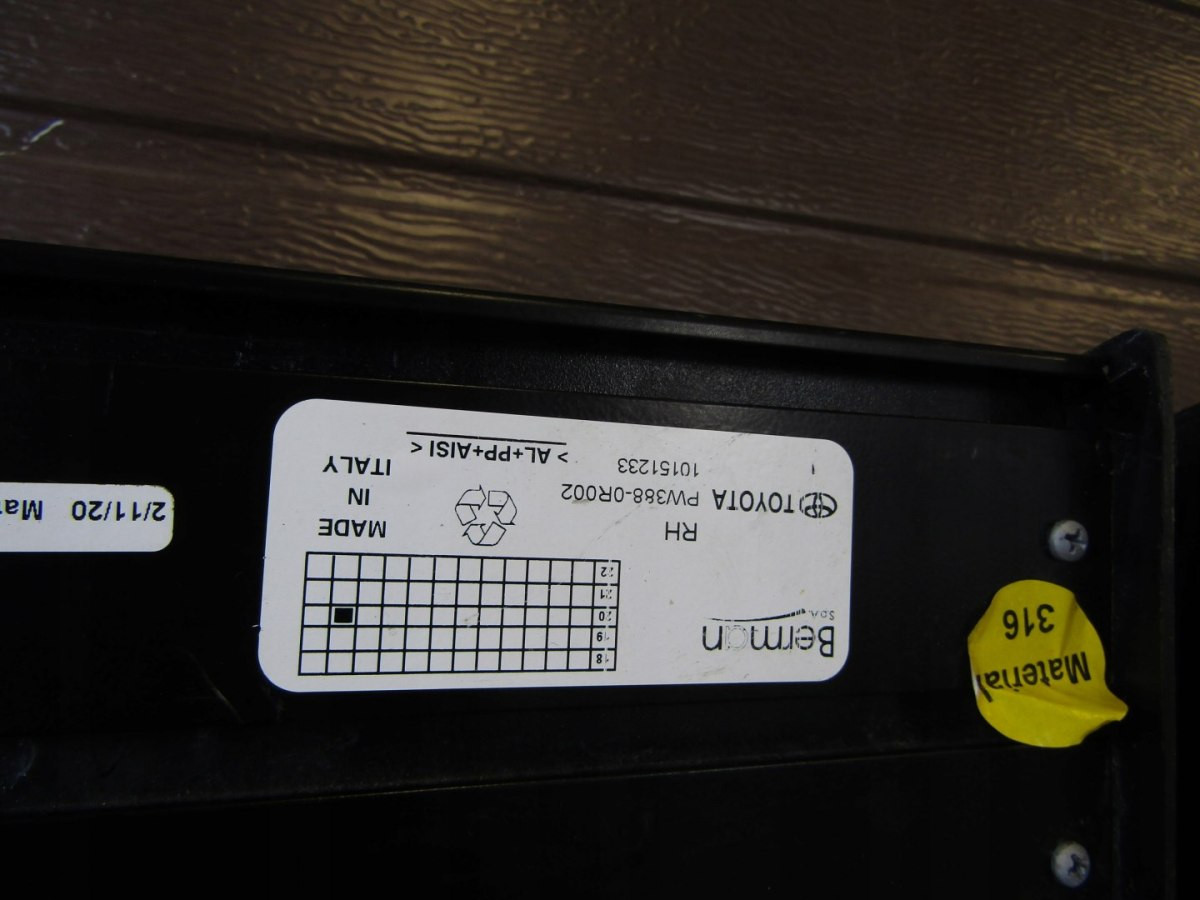 Berman
S.p.A.
18
19
20
21
22
RH
TOYOTA PW388-0R002
10151233
MADE
IN
ITALY
> AL+PP+AISI <
Material
316
2/11/20